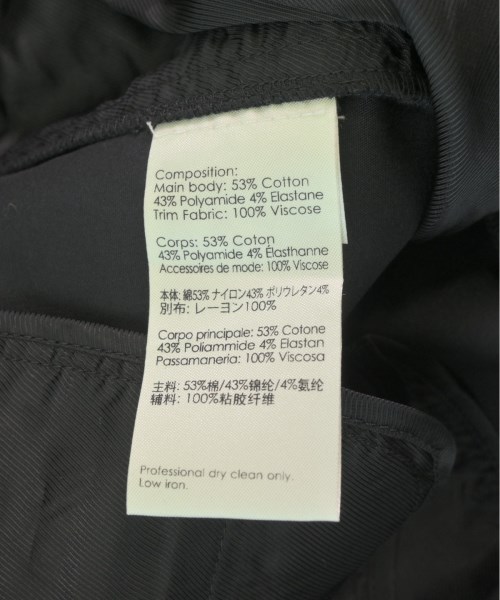 Composition:
Main body: 53% Cotton
43% Polyamide 4% Elastane
Trim Fabric: 100% Viscose
Corps: 53% Coton
43% Polyamide 4% Élasthanne
Accessoires de mode: 100% Viscose
本体: 綿53% ナイロン43% ポリウレタン4%
別布: レーヨン100%
Corpo principale: 53% Cotone
43% Poliammide 4% Elastan
Passamaneria: 100% Viscosa
主料: 53%棉/43%锦纶/4%氨纶
辅料: 100%粘胶纤维
Professional dry clean only.
Low iron.